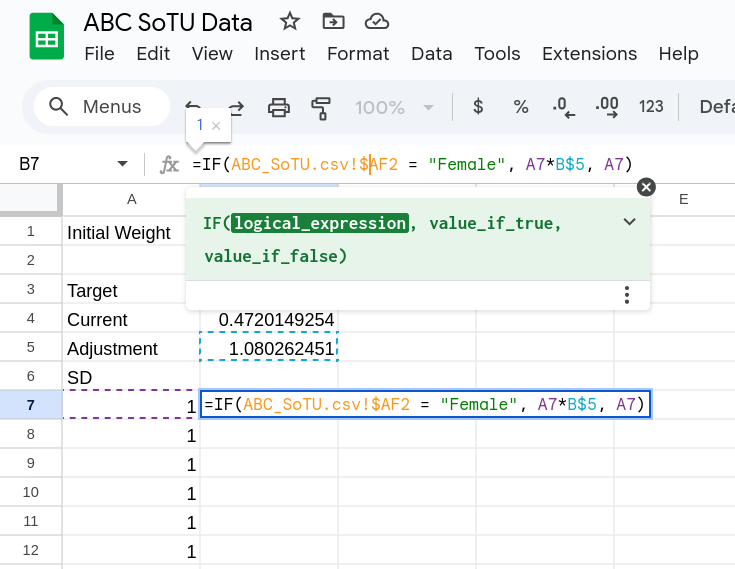 ABC SoTU Data
File Edit View Insert Format Data Tools Extensions Help
Menus 100% $ % .0 .00 123 Defa
1 ×
B7 fx =IF(ABC_SoTU.csv!$AF2 = "Female", A7*B$5, A7)
A E
IF(logical_expression, value_if_true,
value_if_false)
1 Initial Weight
2
3 Target
4 Current 0.4720149254
5 Adjustment 1.080262451
6 SD
7 1 =IF(ABC_SoTU.csv!$AF2 = "Female", A7*B$5, A7)
8 1
9 1
10 1
11 1
12 1